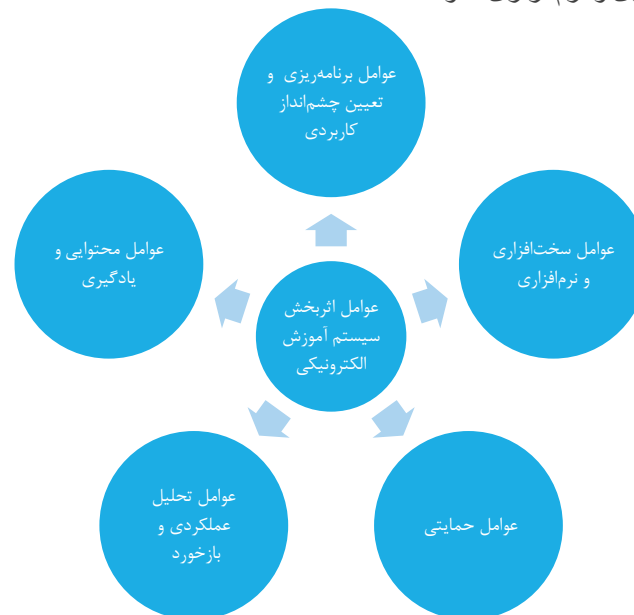 عوامل برنامه‌ریزی و
تعیین چشم‌انداز
کاربردی
عوامل سخت‌افزاری
و نرم‌افزاری
عوامل محتوایی و
یادگیری
عوامل اثربخش
سیستم آموزش
الکترونیکی
عوامل حمایتی
عوامل تحلیل
عملکردی و
بازخورد